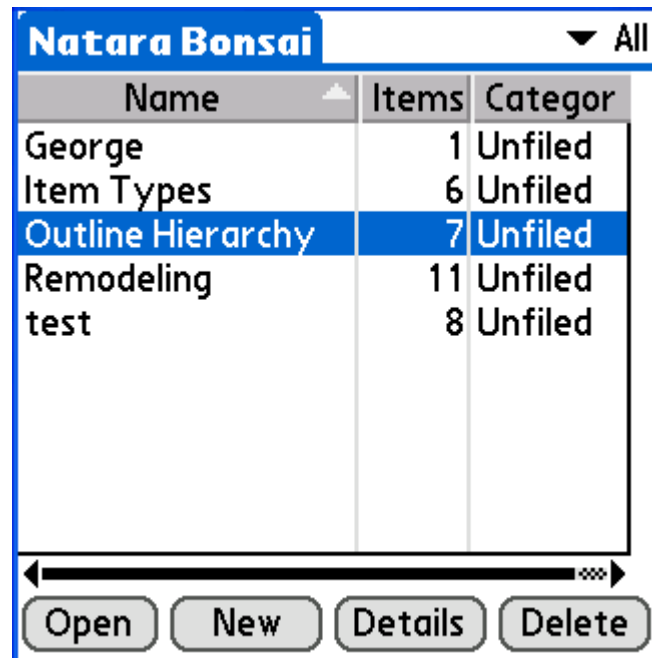 Natara Bonsai All
Name Items Categor
George 1 Unfiled
Item Types 6 Unfiled
Outline Hierarchy 7 Unfiled
Remodeling 11 Unfiled
test 8 Unfiled
Open New Details Delete